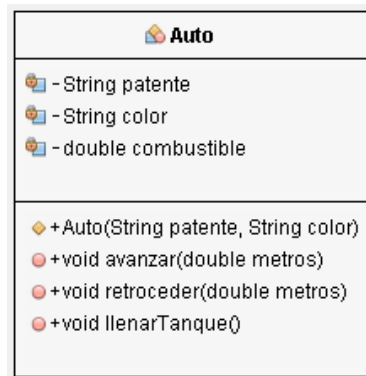 Auto
-String patente
-String color
-double combustible
+Auto(String patente, String color)
+void avanzar(double metros)
+void retroceder(double metros)
+void llenarTanque()